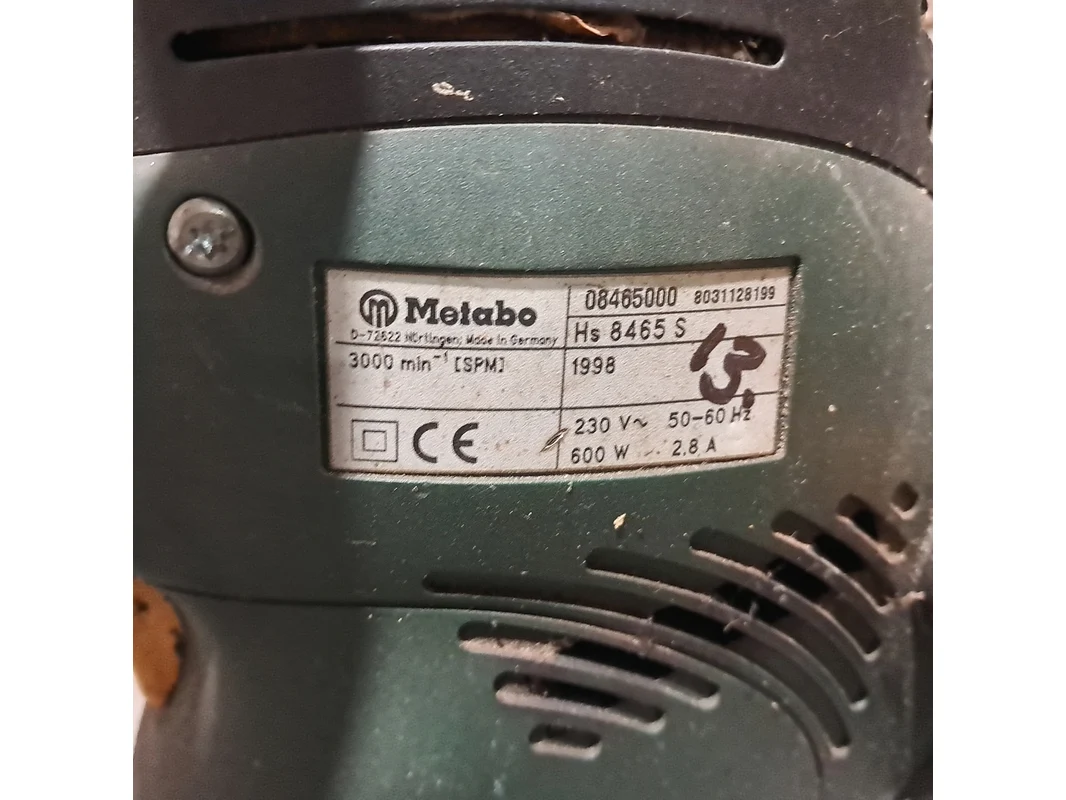 Metabo
D-72622 Nürtingen; Made in Germany
08465000 8031128199
Hs 8465 S
3000 min⁻¹ [SPM]
1998
13.
CE
230 V~ 50-60 Hz
600 W 2.8 A